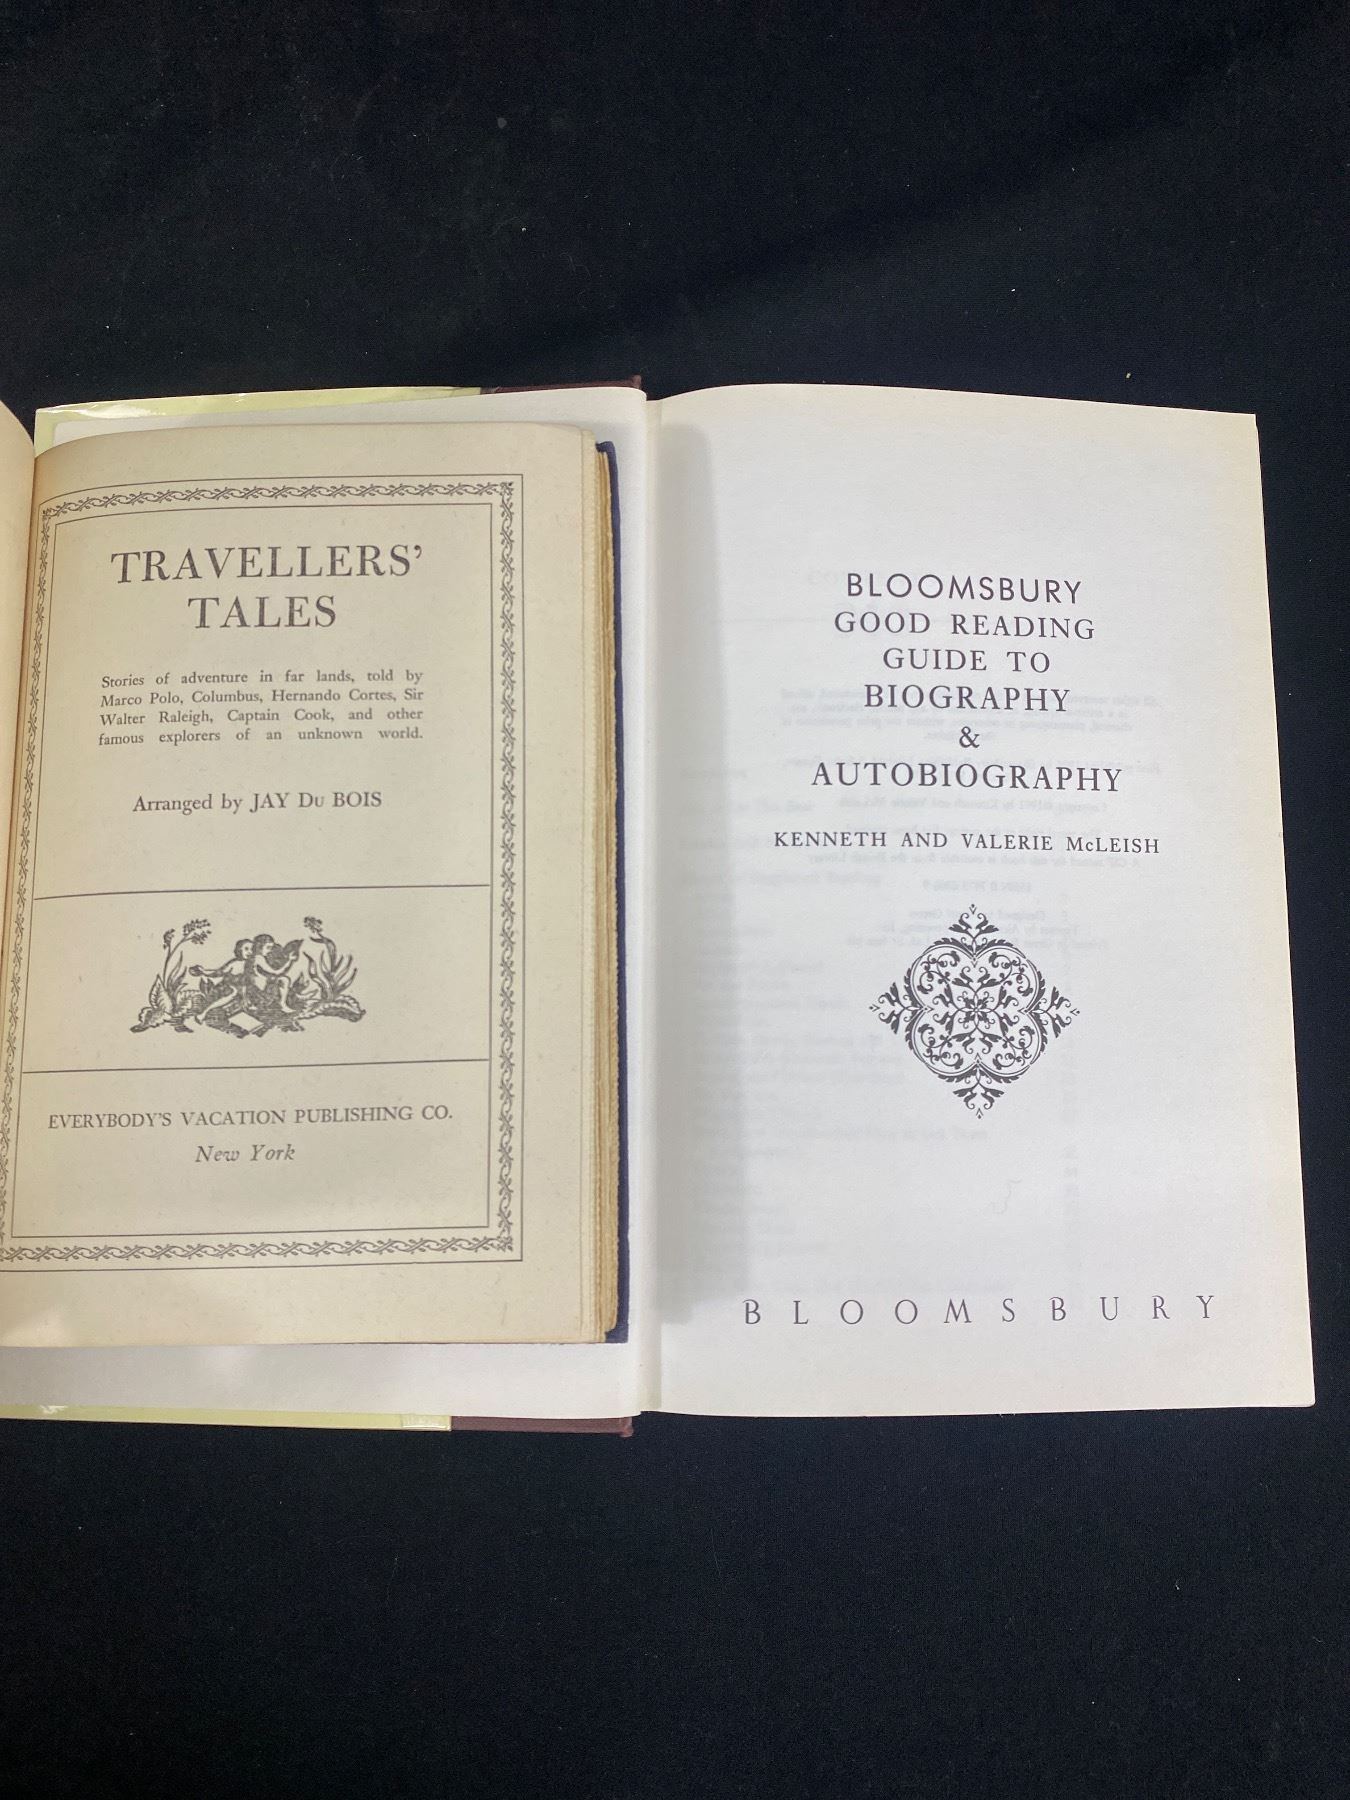 TRAVELLERS'
TALES
Stories of adventure in far lands, told by
Marco Polo, Columbus, Hernando Cortes, Sir
Walter Raleigh, Captain Cook, and other
famous explorers of an unknown world.
Arranged by JAY DU BOIS
EVERYBODY'S VACATION PUBLISHING CO.
New York
BLOOMSBURY
GOOD READING
GUIDE TO
BIOGRAPHY
&
AUTOBIOGRAPHY
KENNETH AND VALERIE McLEISH
BLOOMSBURY